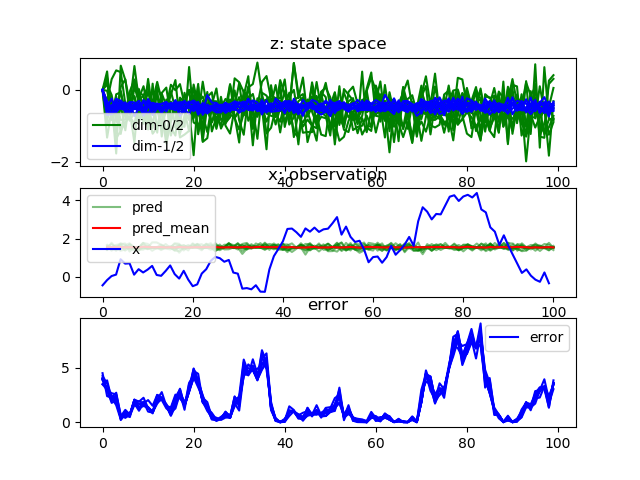 z: state space
0
−2
dim-0/2
dim-1/2
0 20 40 60 80 100
x: observation
4
2
0
pred
pred_mean
x
0 20 40 60 80 100
error
5
0
error
0 20 40 60 80 100